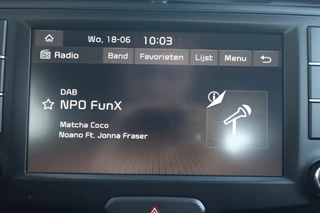 Wo, 18-06 10:03
Radio Band Favorieten Lijst Menu
DAB
NPO FunX
Matcha Coco
Noano Ft. Jonna Fraser